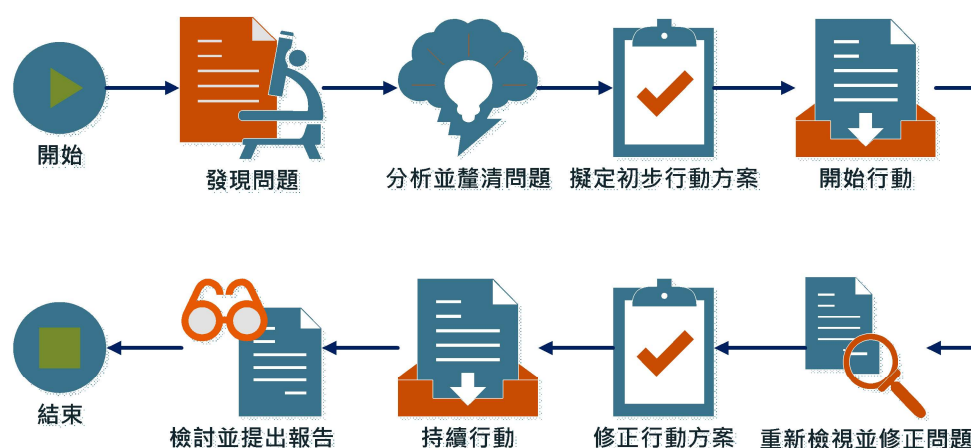 開始
發現問題
分析並釐清問題
擬定初步行動方案
開始行動
重新檢視並修正問題
修正行動方案
持續行動
檢討並提出報告
結束